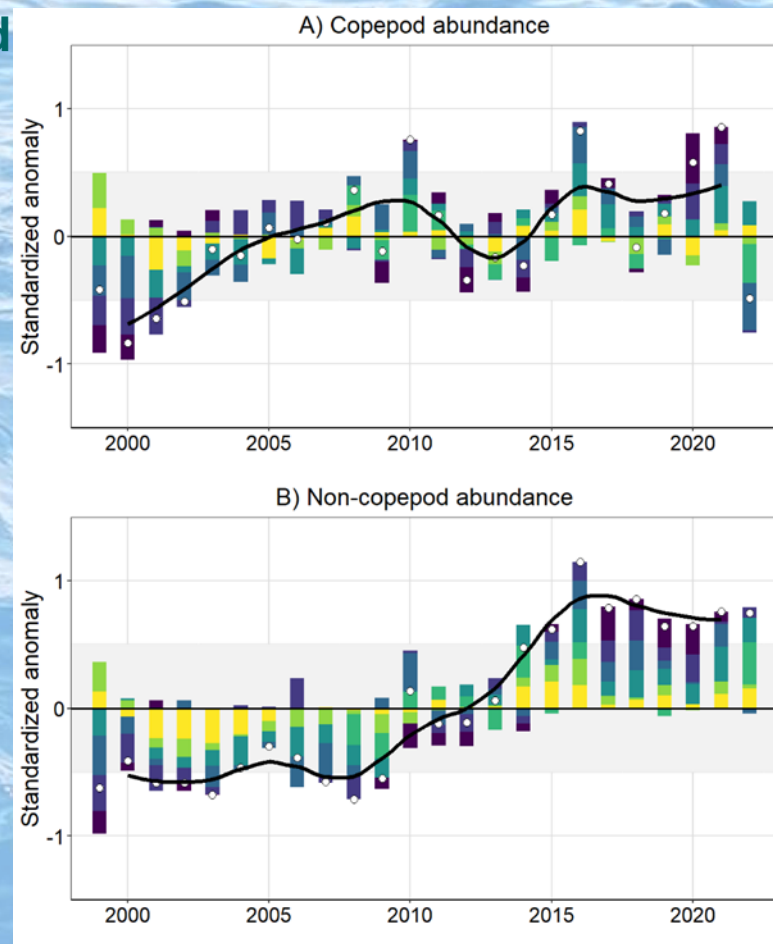 d
A) Copepod abundance
Standardized anomaly
1
0
-1
2000 2005 2010 2015 2020
B) Non-copepod abundance
Standardized anomaly
1
0
-1
2000 2005 2010 2015 2020